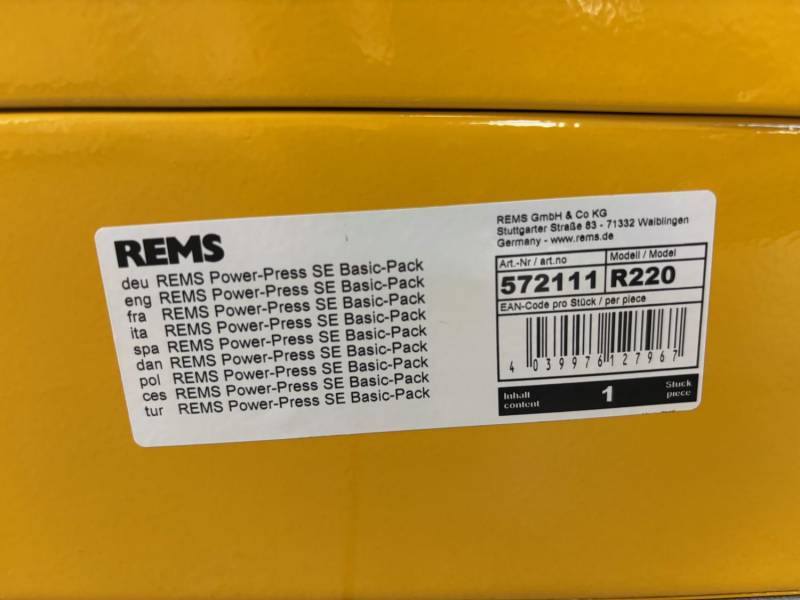 REMS
deu REMS Power-Press SE Basic-Pack
eng REMS Power-Press SE Basic-Pack
fra REMS Power-Press SE Basic-Pack
ita REMS Power-Press SE Basic-Pack
spa REMS Power-Press SE Basic-Pack
dan REMS Power-Press SE Basic-Pack
pol REMS Power-Press SE Basic-Pack
ces REMS Power-Press SE Basic-Pack
tur REMS Power-Press SE Basic-Pack
REMS GmbH & Co KG
Stuttgarter Straße 83 - 71332 Waiblingen
Germany - www.rems.de
Art.-Nr / art.no Modell / Model
572111 R220
EAN-Code pro Stück / per piece
4 039976 127967
Inhalt 1 Stück
content piece